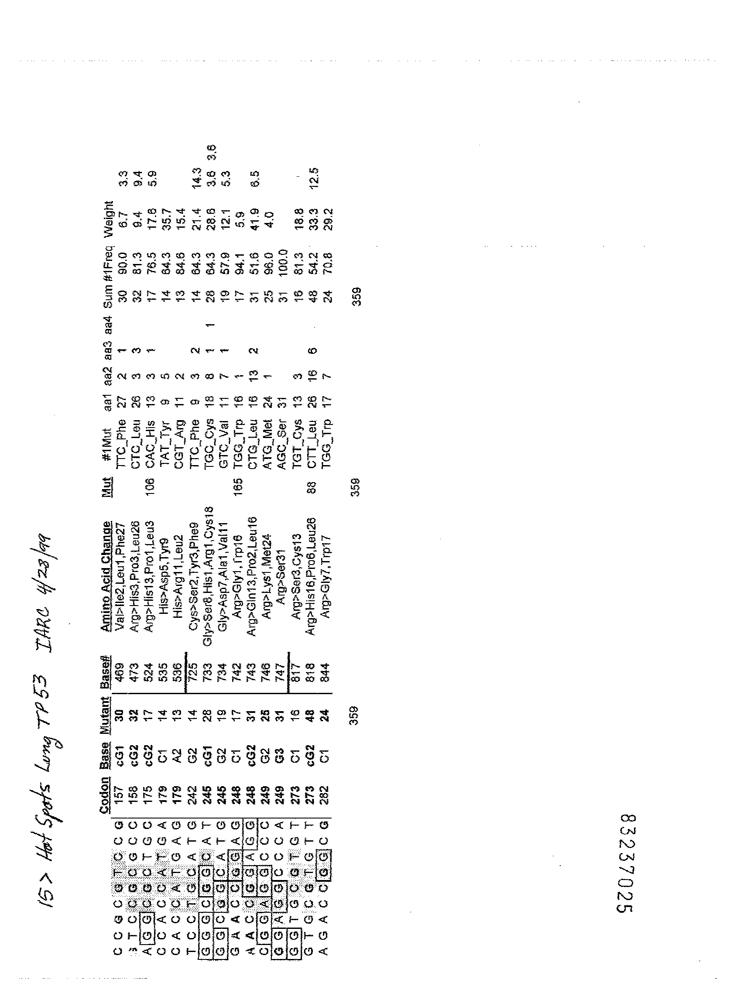 15> Hot Spots Lung TP53 IARC 4/28/99
Codon Base Mutant Base# Amino Acid Change Mut #1Mut aa1 aa2 aa3 aa4 Sum #1Freq Weight
C C G C G T C C G 157 cG1 30 469 Val>Ile2,Leu1,Phe27 TTC_Phe 27 2 1 30 90.0 6.7 3.3
T C C G C G C C 158 cG2 32 473 Arg>His3,Pro3,Leu26 CTC_Leu 26 3 3 32 81.3 9.4 9.4
A G G C G C T G C 175 cG2 17 524 Arg>His13,Pro1,Leu3 106 CAC_His 13 3 1 17 76.5 17.6 5.9
C C A C C A T G A 179 C1 14 535 His>Asp5,Tyr9 TAT_Tyr 9 5 14 64.3 35.7
C A C C A T G A G 179 A2 13 536 His>Arg11,Leu2 CGT_Arg 11 2 13 84.6 15.4
T C C T G C A T G 242 G2 14 725 Cys>Ser2,Tyr3,Phe9 TTC_Phe 9 3 2 14 64.3 21.4 14.3
G G G C G G C A T 245 cG1 28 733 Gly>Ser8,His1,Arg1,Cys18 TGC_Cys 18 8 1 1 28 64.3 28.6 3.6 3.6
G G C G G C A T G 245 G2 19 734 Gly>Asp7,Ala1,Val11 GTC_Val 11 7 1 19 57.9 12.1 5.3
G A A C C G G A G 248 C1 17 742 Arg>Gly1,Trp16 165 TGG_Trp 16 1 17 94.1 5.9
A A C C G G A G G 248 cG2 31 743 Arg>Gln13,Pro2,Leu16 CTG_Leu 16 13 2 31 51.6 41.9 6.5
C G G A G G C C C 249 G2 25 746 Arg>Lys1,Met24 ATG_Met 24 1 25 96.0 4.0
G G A G G C C C A 249 G3 31 747 Arg>Ser31 AGC_Ser 31 31 100.0
G G T G C G T G T 273 C1 16 817 Arg>Ser3,Cys13 TGT_Cys 13 3 16 81.3 18.8
G T G C G T G T T 273 cG2 48 818 Arg>His16,Pro6,Leu26 88 CTT_Leu 26 16 6 48 54.2 33.3 12.5
A G A C C G G C G 282 C1 24 844 Arg>Gly7,Trp17 TGG_Trp 17 7 24 70.8 29.2
359 359 359
83237025